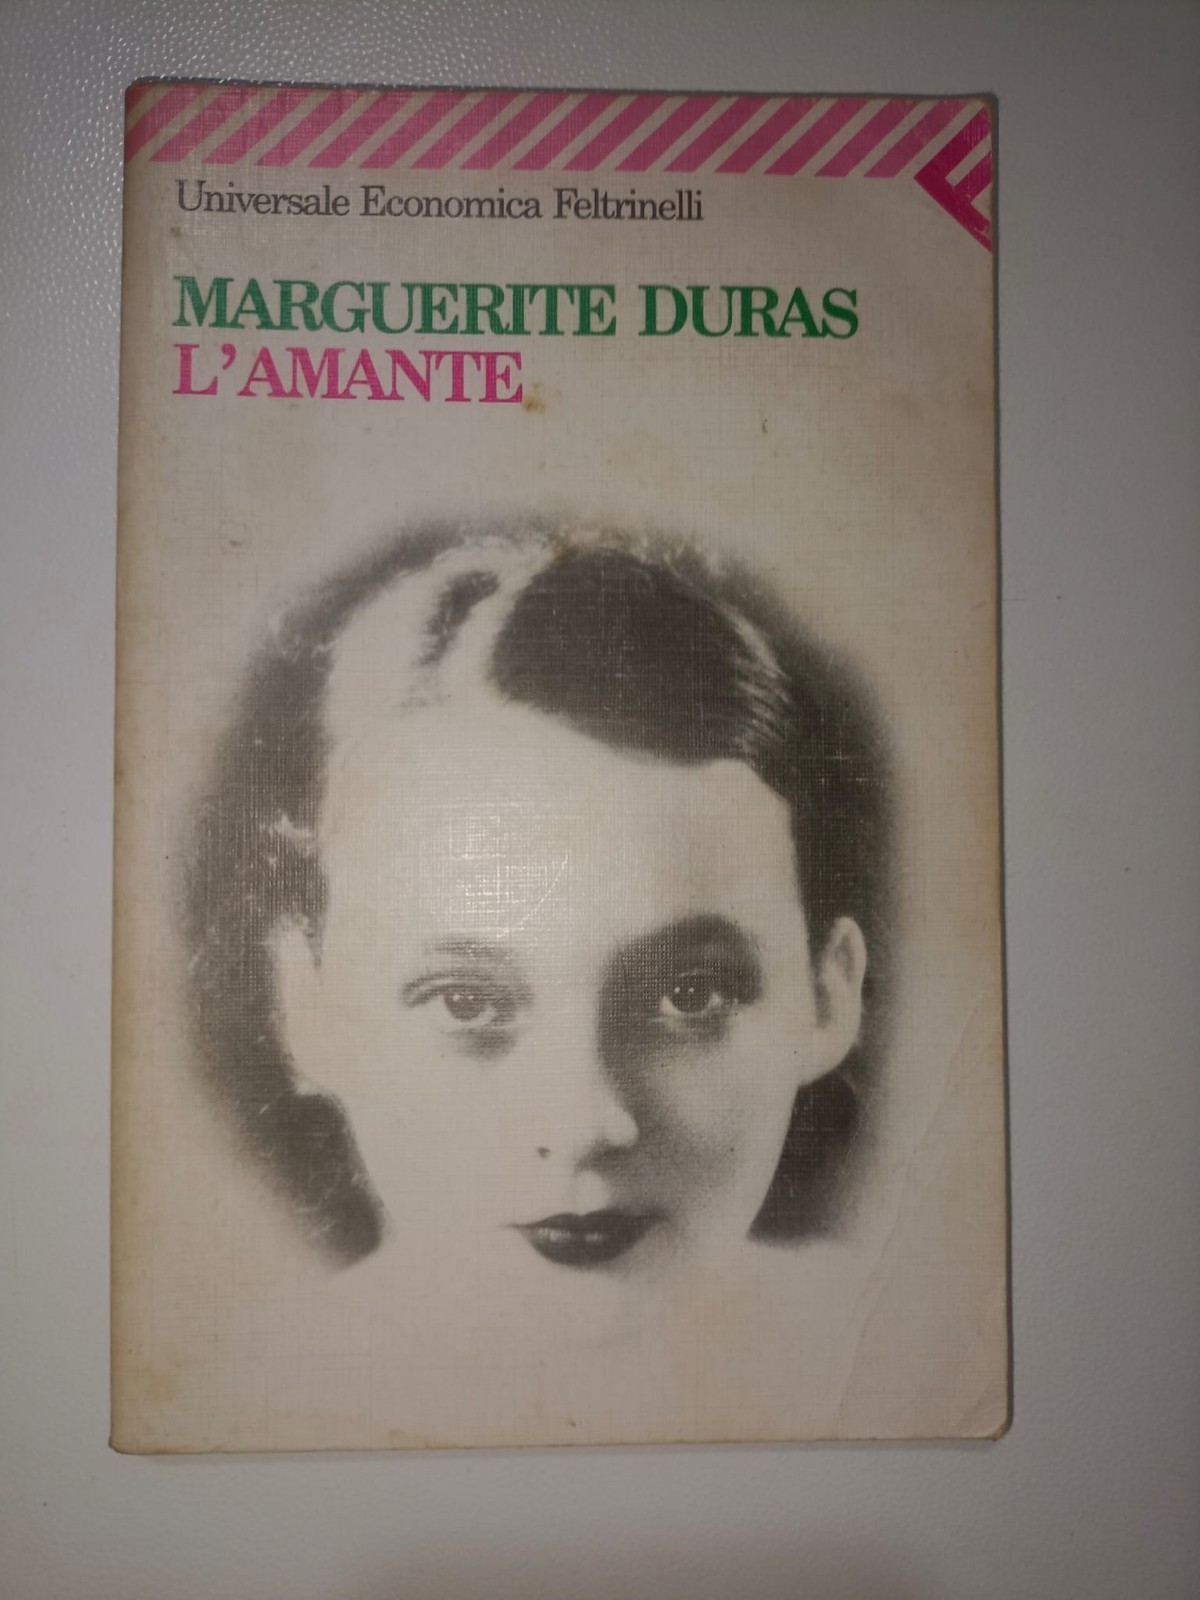 Universale Economica Feltrinelli
MARGUERITE DURAS
L'AMANTE